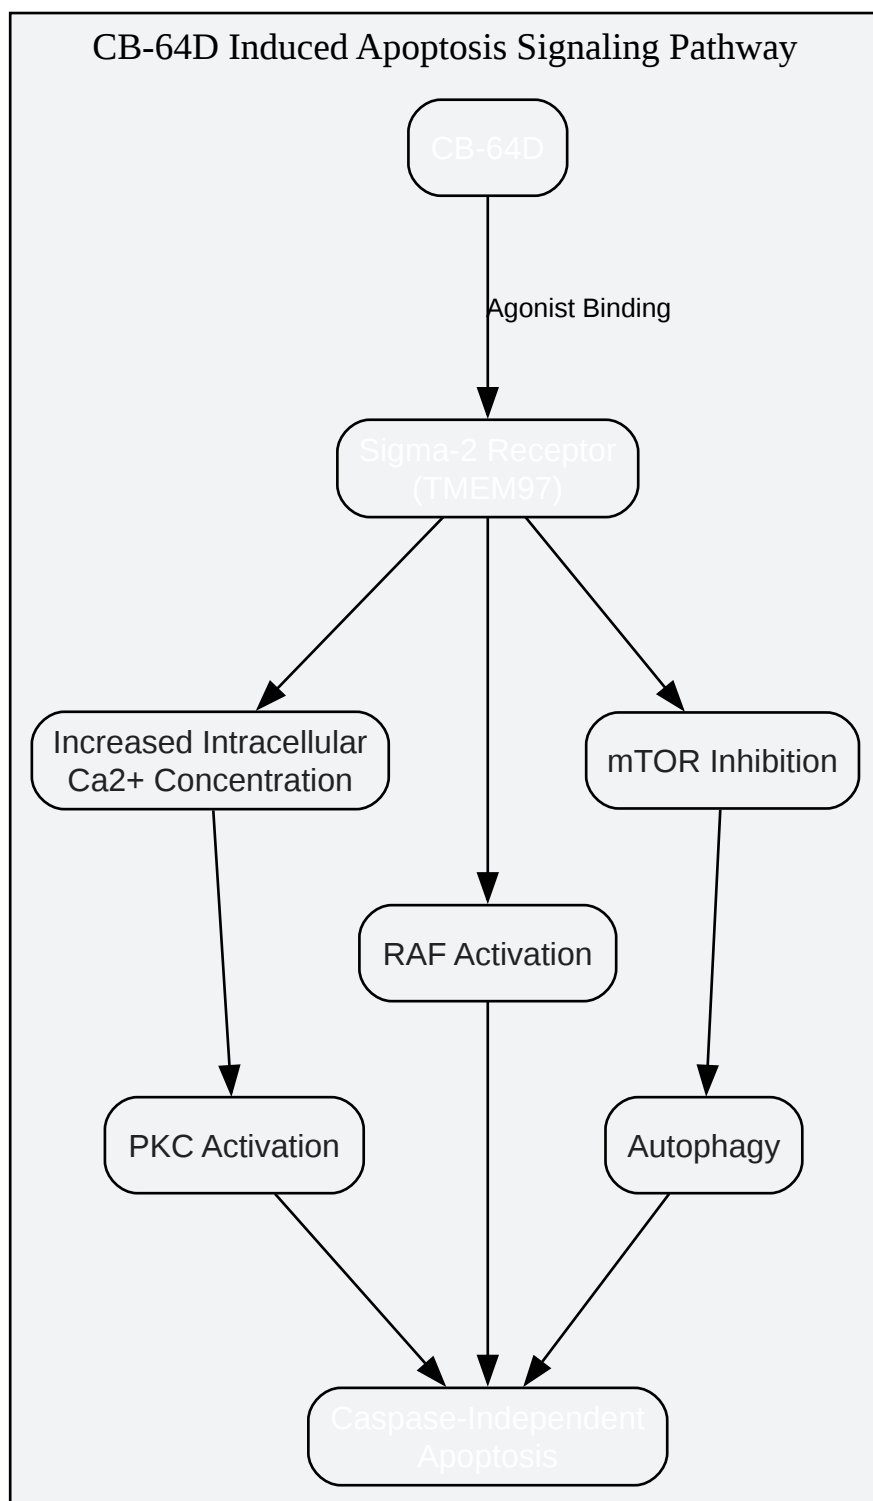 CB-64D Induced Apoptosis Signaling Pathway
CB-64D
Agonist Binding
Sigma-2 Receptor
(TMEM97)
Increased Intracellular
Ca2+ Concentration
mTOR Inhibition
RAF Activation
PKC Activation
Autophagy
Caspase-Independent
Apoptosis